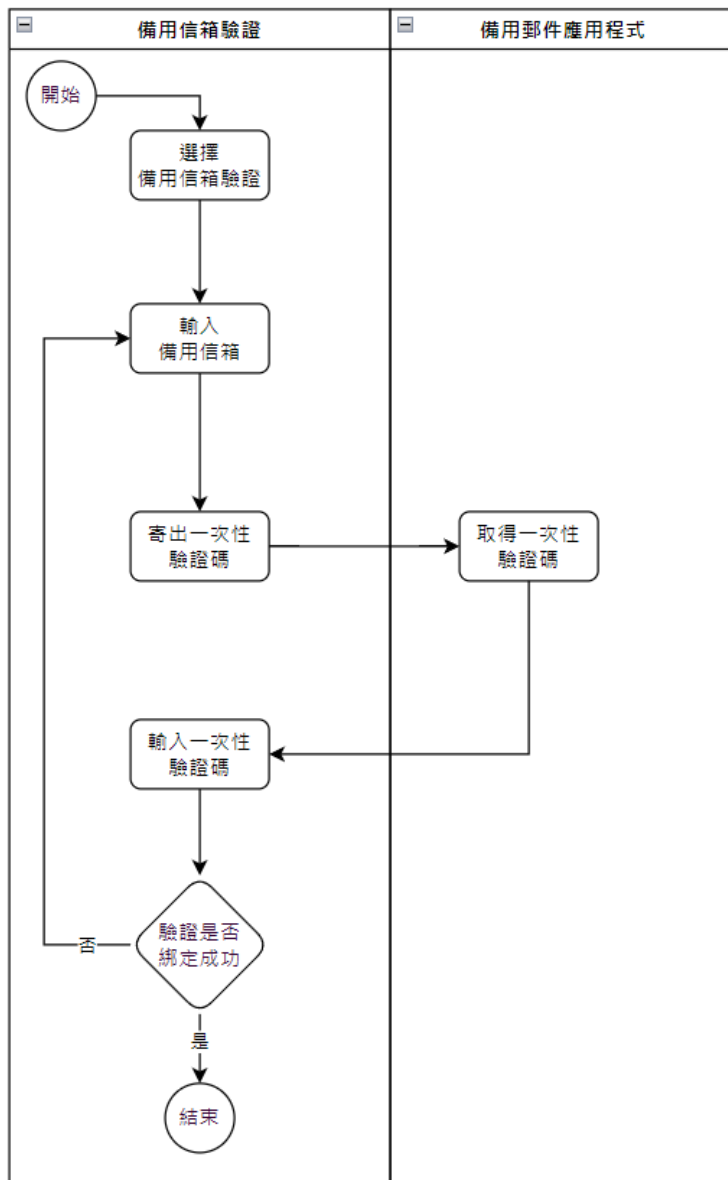 備用信箱驗證
備用郵件應用程式
開始
選擇
備用信箱驗證
輸入
備用信箱
寄出一次性
驗證碼
取得一次性
驗證碼
輸入一次性
驗證碼
驗證是否
綁定成功
否
是
結束